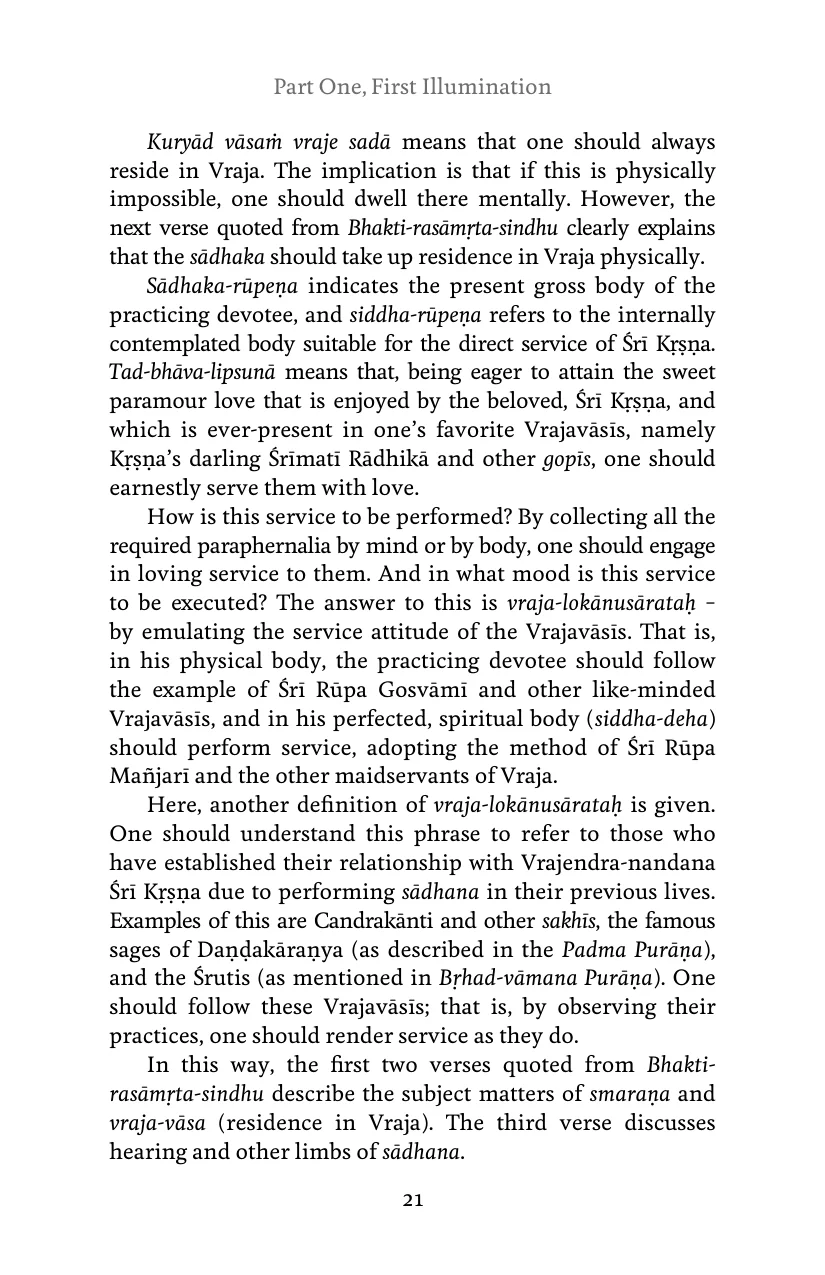 Part One, First Illumination
Kuryād vāsaṁ vraje sadā means that one should always
reside in Vraja. The implication is that if this is physically
impossible, one should dwell there mentally. However, the
next verse quoted from Bhakti-rasāmṛta-sindhu clearly explains
that the sādhaka should take up residence in Vraja physically.
Sādhaka-rūpeṇa indicates the present gross body of the
practicing devotee, and siddha-rūpeṇa refers to the internally
contemplated body suitable for the direct service of Śrī Kṛṣṇa.
Tad-bhāva-lipsunā means that, being eager to attain the sweet
paramour love that is enjoyed by the beloved, Śrī Kṛṣṇa, and
which is ever-present in one’s favorite Vrajavāsīs, namely
Kṛṣṇa’s darling Śrīmatī Rādhikā and other gopīs, one should
earnestly serve them with love.
How is this service to be performed? By collecting all the
required paraphernalia by mind or by body, one should engage
in loving service to them. And in what mood is this service
to be executed? The answer to this is vraja-lokānusārataḥ –
by emulating the service attitude of the Vrajavāsīs. That is,
in his physical body, the practicing devotee should follow
the example of Śrī Rūpa Gosvāmī and other like-minded
Vrajavāsīs, and in his perfected, spiritual body (siddha-deha)
should perform service, adopting the method of Śrī Rūpa
Mañjarī and the other maidservants of Vraja.
Here, another definition of vraja-lokānusārataḥ is given.
One should understand this phrase to refer to those who
have established their relationship with Vrajendra-nandana
Śrī Kṛṣṇa due to performing sādhana in their previous lives.
Examples of this are Candrakānti and other sakhīs, the famous
sages of Daṇḍakāraṇya (as described in the Padma Purāṇa),
and the Śrutis (as mentioned in Bṛhad-vāmana Purāṇa). One
should follow these Vrajavāsīs; that is, by observing their
practices, one should render service as they do.
In this way, the first two verses quoted from Bhakti-
rasāmṛta-sindhu describe the subject matters of smaraṇa and
vraja-vāsa (residence in Vraja). The third verse discusses
hearing and other limbs of sādhana.
21